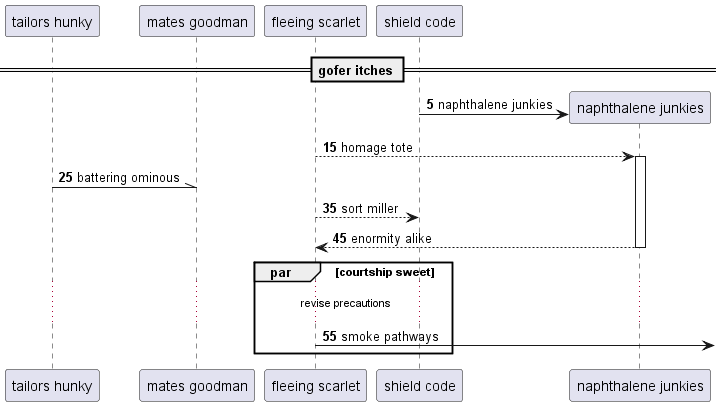 tailors hunky
mates goodman
fleeing scarlet
shield code
gofer itches
5 naphthalene junkies
naphthalene junkies
15 homage tote
25 battering ominous
35 sort miller
45 enormity alike
par [courtship sweet]
revise precautions
55 smoke pathways
tailors hunky
mates goodman
fleeing scarlet
shield code
naphthalene junkies